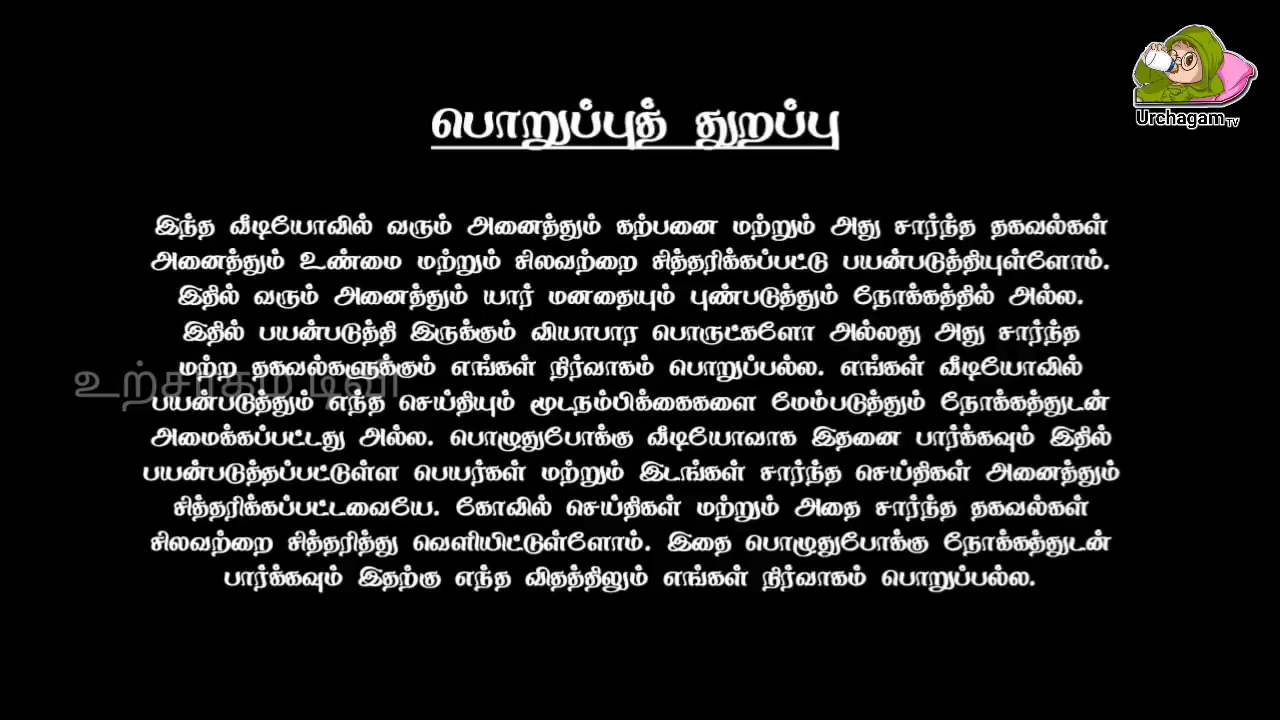 Urchagam TV
பொறுப்புத் துறப்பு
இந்த வீடியோவில் வரும் அனைத்தும் கற்பனை மற்றும் அது சார்ந்த தகவல்கள்
அனைத்தும் உண்மை மற்றும் சிலவற்றை சித்தரிக்கப்பட்டு பயன்படுத்தியுள்ளோம்.
இதில் வரும் அனைத்தும் யார் மனதையும் புண்படுத்தும் நோக்கத்தில் அல்ல.
இதில் பயன்படுத்தி இருக்கும் வியாபார பொருட்களோ அல்லது அது சார்ந்த
மற்ற தகவல்களுக்கும் எங்கள் நிர்வாகம் பொறுப்பல்ல. எங்கள் வீடியோவில்
உற்சாகம் டிவி
பயன்படுத்தும் எந்த செய்தியும் மூடநம்பிக்கைகளை மேம்படுத்தும் நோக்கத்துடன்
அமைக்கப்பட்டது அல்ல. பொழுதுபோக்கு வீடியோவாக இதனை பார்க்கவும் இதில்
பயன்படுத்தப்பட்டுள்ள பெயர்கள் மற்றும் இடங்கள் சார்ந்த செய்திகள் அனைத்தும்
சித்தரிக்கப்பட்டவையே. கோவில் செய்திகள் மற்றும் அதை சார்ந்த தகவல்கள்
சிலவற்றை சித்தரித்து வெளியிட்டுள்ளோம். இதை பொழுதுபோக்கு நோக்கத்துடன்
பார்க்கவும் இதற்கு எந்த விதத்திலும் எங்கள் நிர்வாகம் பொறுப்பல்ல.